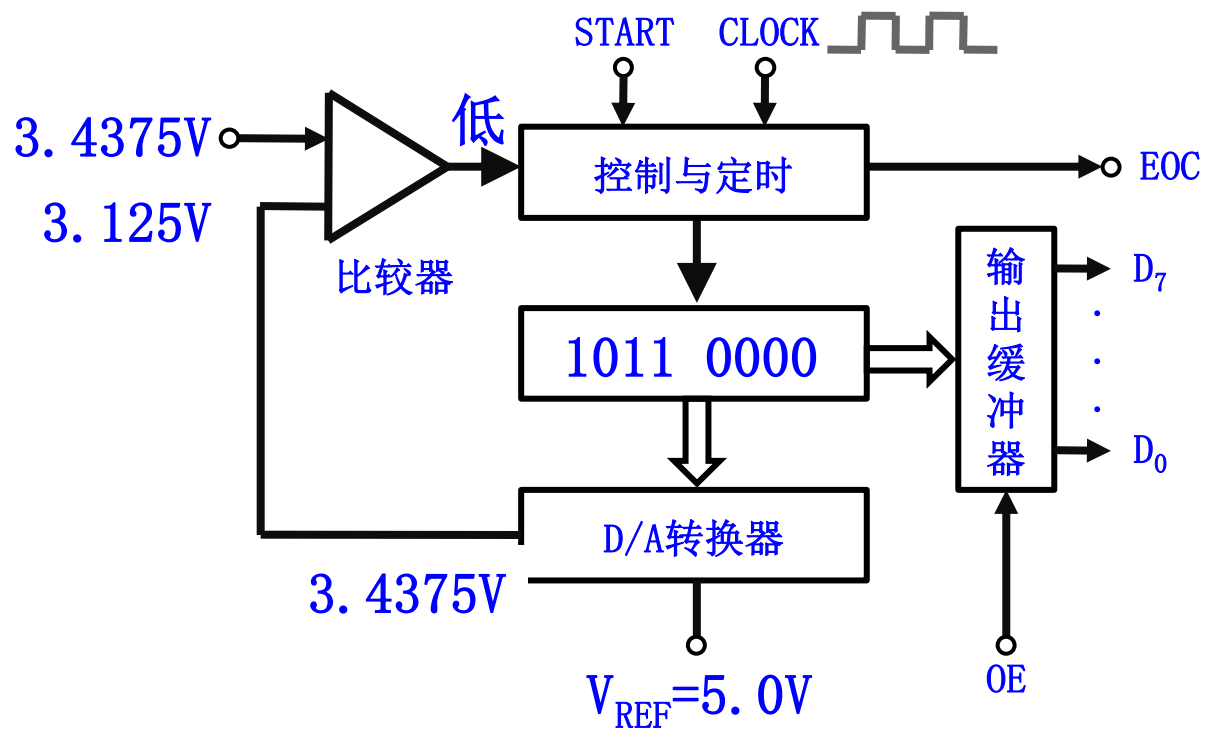 START
CLOCK
3.4375V
低
控制与定时
EOC
3.125V
比较器
输出缓冲器
D7
.
.
.
D0
1011 0000
D/A转换器
3.4375V
VREF=5.0V
OE